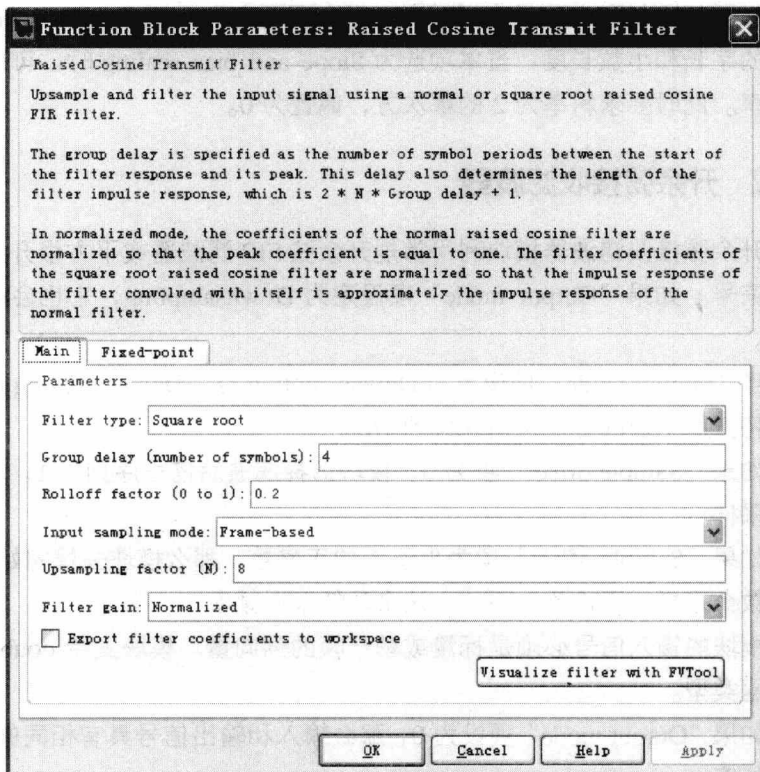 Function Block Parameters: Raised Cosine Transmit Filter
Raised Cosine Transmit Filter
Upsample and filter the input signal using a normal or square root raised cosine
FIR filter.
The group delay is specified as the number of symbol periods between the start of
the filter response and its peak. This delay also determines the length of the
filter impulse response, which is 2 * N * Group delay + 1.
In normalized mode, the coefficients of the normal raised cosine filter are
normalized so that the peak coefficient is equal to one. The filter coefficients of
the square root raised cosine filter are normalized so that the impulse response of
the filter convolved with itself is approximately the impulse response of the
normal filter.
Main Fixed-point
Parameters
Filter type: Square root
Group delay (number of symbols): 4
Rolloff factor (0 to 1): 0.2
Input sampling mode: Frame-based
Upsampling factor (N): 8
Filter gain: Normalized
Export filter coefficients to workspace
Visualize filter with FVTool
OK Cancel Help Apply